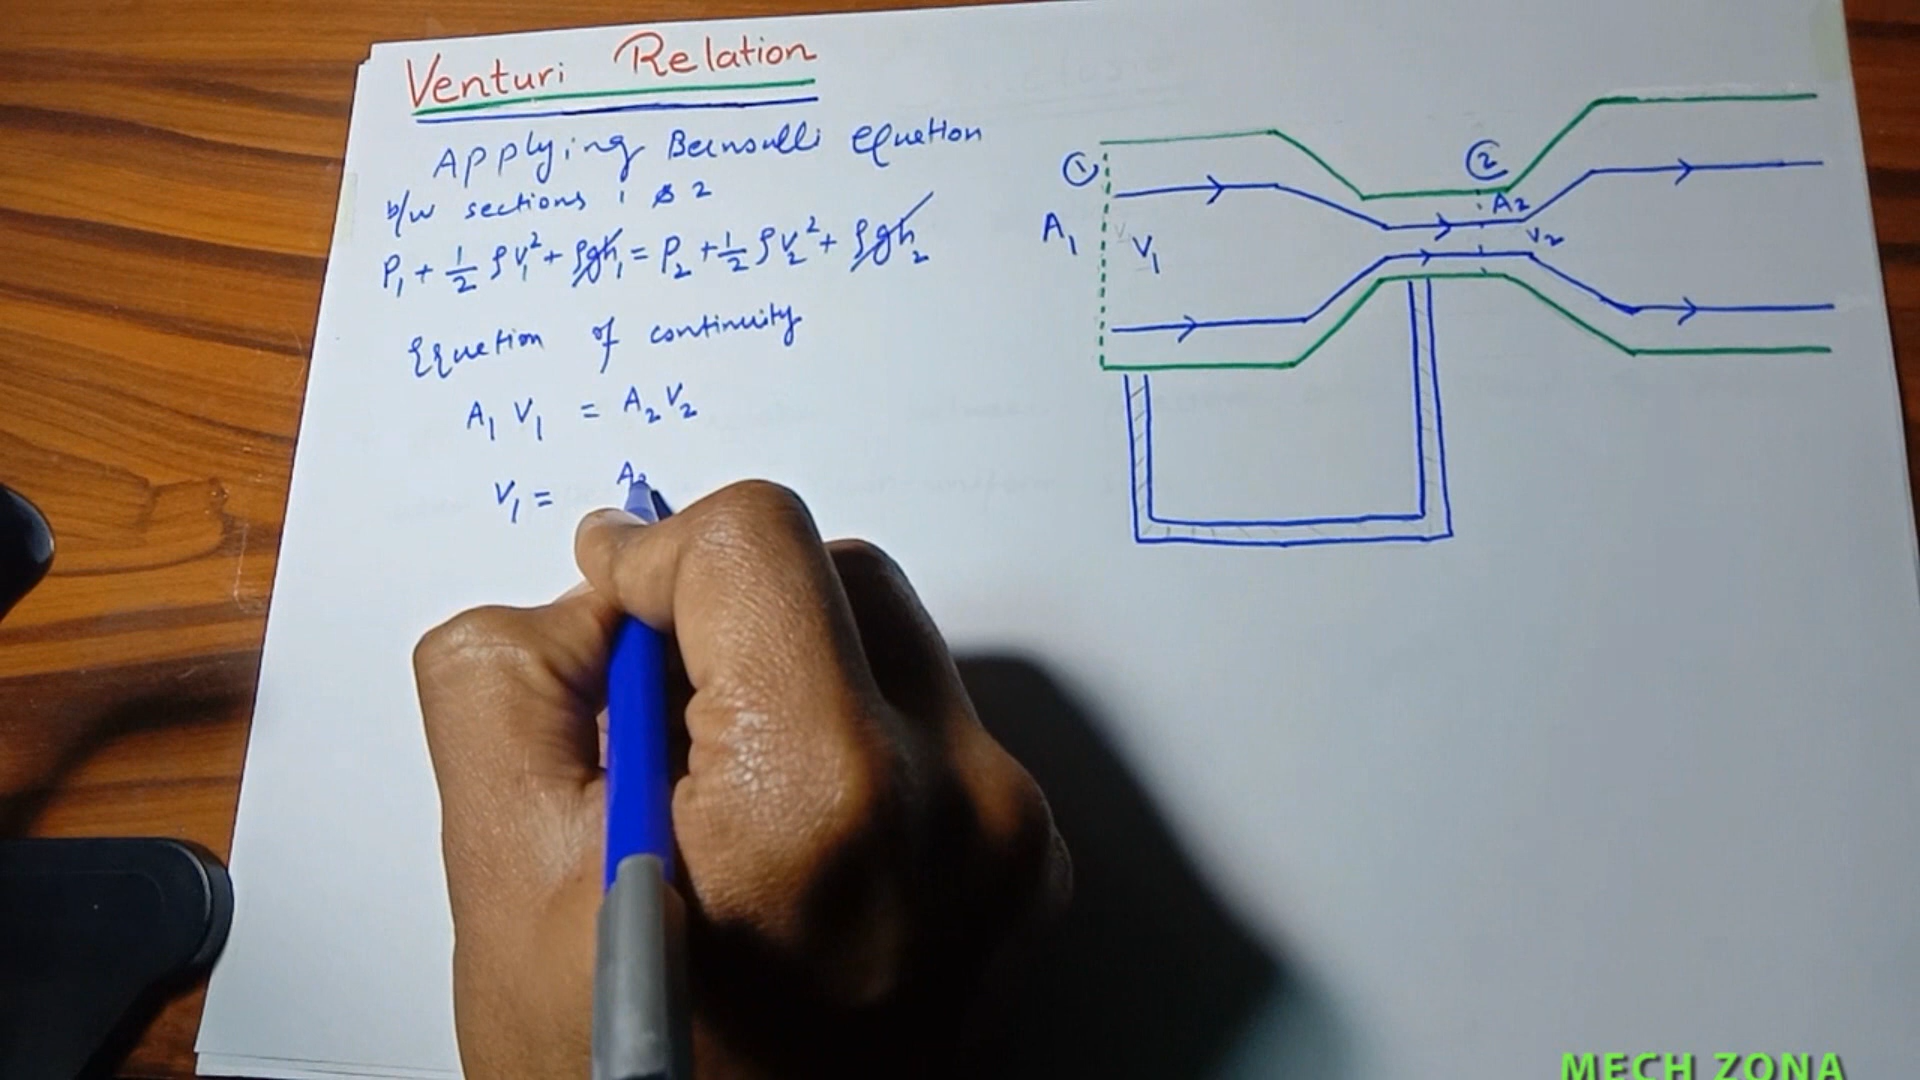 Venturi Relation
Applying Bernoulli Equation
b/w sections 1 & 2
P₁ + 1/2 ρV₁² + ρgh₁ = P₂ + 1/2 ρV₂² + ρgh₂
Equation of continuity
A₁ V₁ = A₂ V₂
V₁ = A₂
①
②
A₁
V₁
A₂
V₂
MECH ZONA